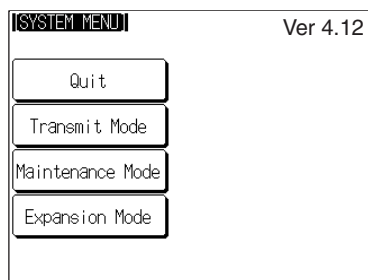 [SYSTEM MENU]
Ver 4.12
Quit
Transmit Mode
Maintenance Mode
Expansion Mode